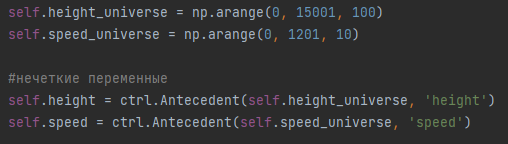 self.height_universe = np.arange(0, 15001, 100)
self.speed_universe = np.arange(0, 1201, 10)
#нечеткие переменные
self.height = ctrl.Antecedent(self.height_universe, 'height')
self.speed = ctrl.Antecedent(self.speed_universe, 'speed')